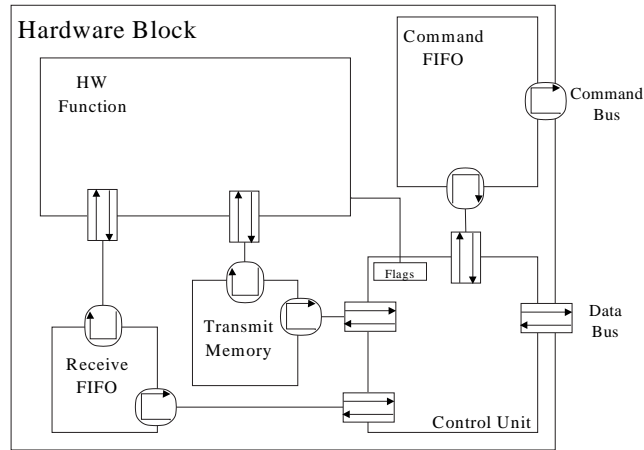 Hardware Block
HW
Function
Command
FIFO
Command
Bus
Flags
Transmit
Memory
Data
Bus
Receive
FIFO
Control Unit